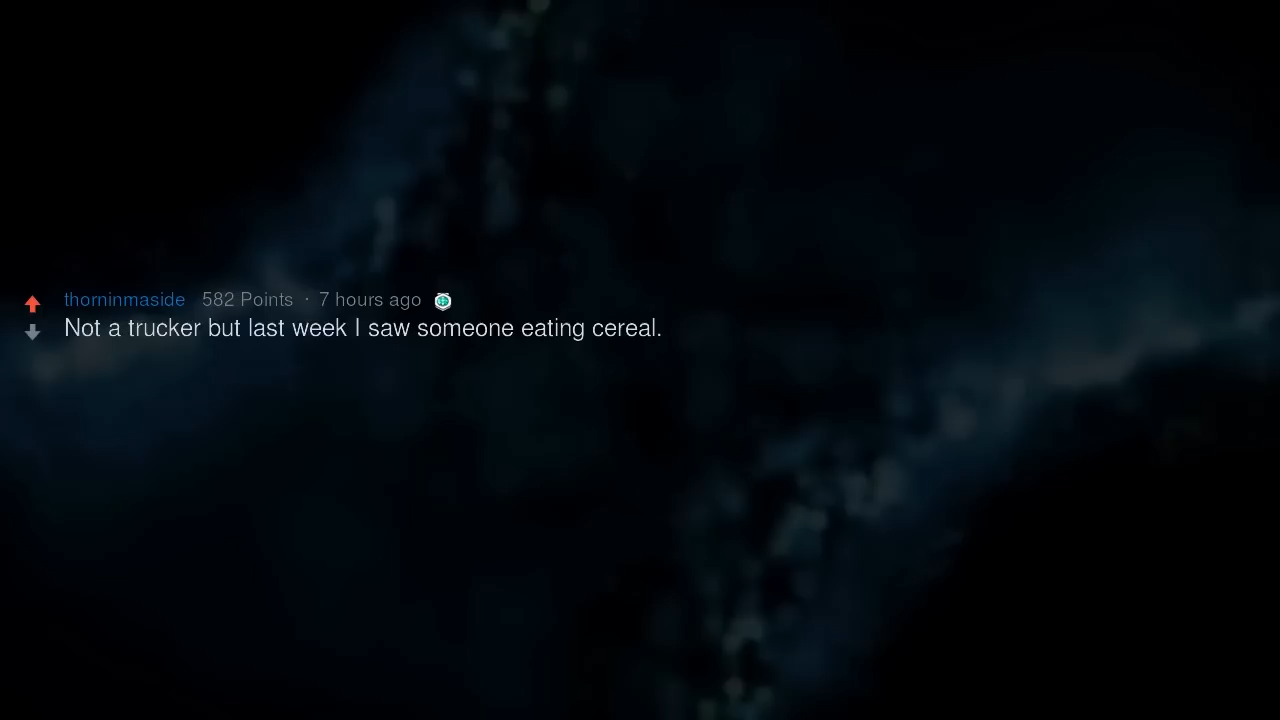 thorninmaside 582 Points · 7 hours ago
Not a trucker but last week I saw someone eating cereal.